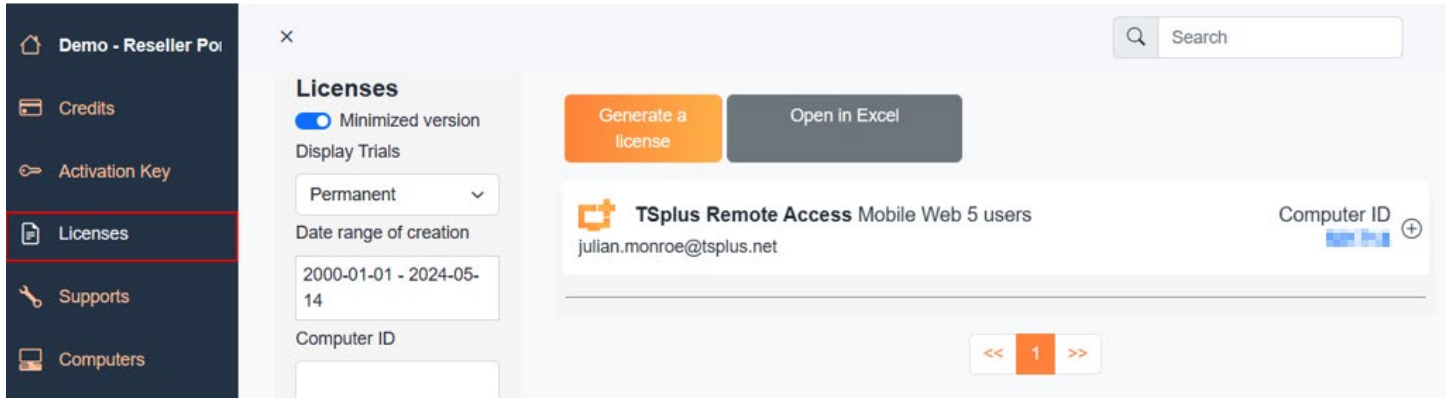 Demo - Reseller Po
Credits
Activation Key
Licenses
Supports
Computers
×
Search
Licenses
Minimized version
Display Trials
Permanent
Date range of creation
2000-01-01 - 2024-05-
14
Computer ID
Generate a
license
Open in Excel
TSplus Remote Access Mobile Web 5 users
julian.monroe@tsplus.net
Computer ID
<< 1 >>